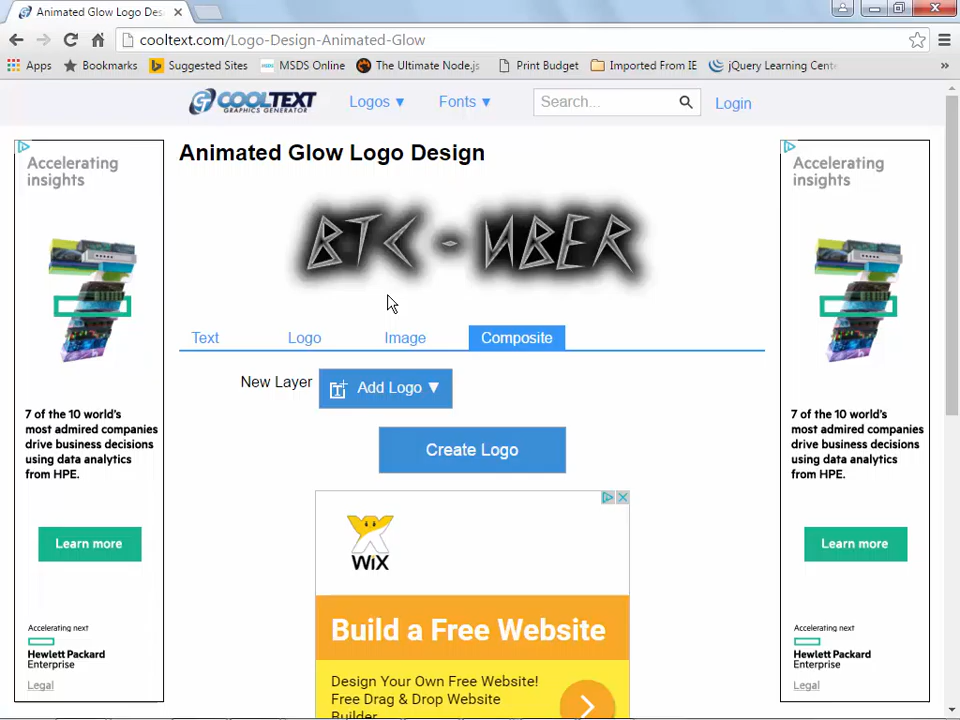 Animated Glow Logo Des
cooltext.com/Logo-Design-Animated-Glow
Apps Bookmarks Suggested Sites MSDS Online The Ultimate Node.js Print Budget Imported From IE jQuery Learning Cent »
COOLTEXT
GRAPHICS GENERATOR
Logos ▼ Fonts ▼ Search... Login
Animated Glow Logo Design
BTC - NBER
Text Logo Image Composite
New Layer Add Logo ▼
Create Logo
Accelerating
insights
7 of the 10 world's
most admired companies
drive business decisions
using data analytics
from HPE.
Learn more
Accelerating next
Hewlett Packard
Enterprise
Legal
WiX
Build a Free Website
Design Your Own Free Website!
Free Drag & Drop Website
Builder
Accelerating
insights
7 of the 10 world's
most admired companies
drive business decisions
using data analytics
from HPE.
Learn more
Accelerating next
Hewlett Packard
Enterprise
Legal